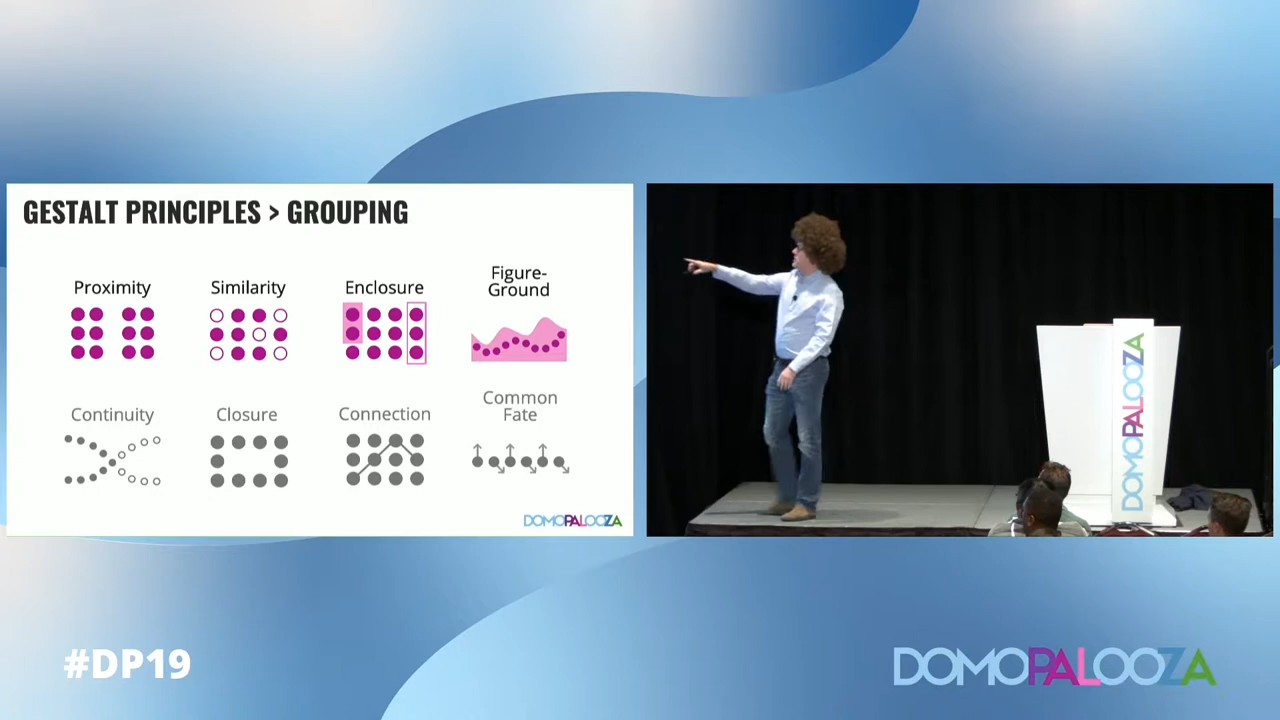 GESTALT PRINCIPLES > GROUPING
Proximity
Similarity
Enclosure
Figure-
Ground
Continuity
Closure
Connection
Common
Fate
DOMOPALOOZA
DOMOPALOOZA
#DP19
DOMOPALOOZA